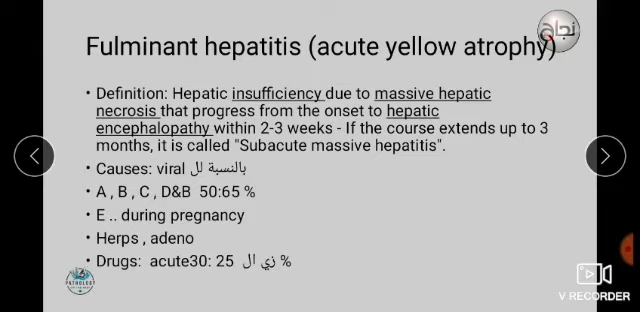 نجاح
Fulminant hepatitis (acute yellow atrophy)
• Definition: Hepatic insufficiency due to massive hepatic
necrosis that progress from the onset to hepatic
encephalopathy within 2-3 weeks - If the course extends up to 3
months, it is called "Subacute massive hepatitis".
• Causes: viral بالنسبة لل
• A , B , C , D&B 50:65 %
• E .. during pregnancy
• Herps , adeno
• Drugs: acute30: 25 زي ال %
PATHOLOGY
V RECORDER